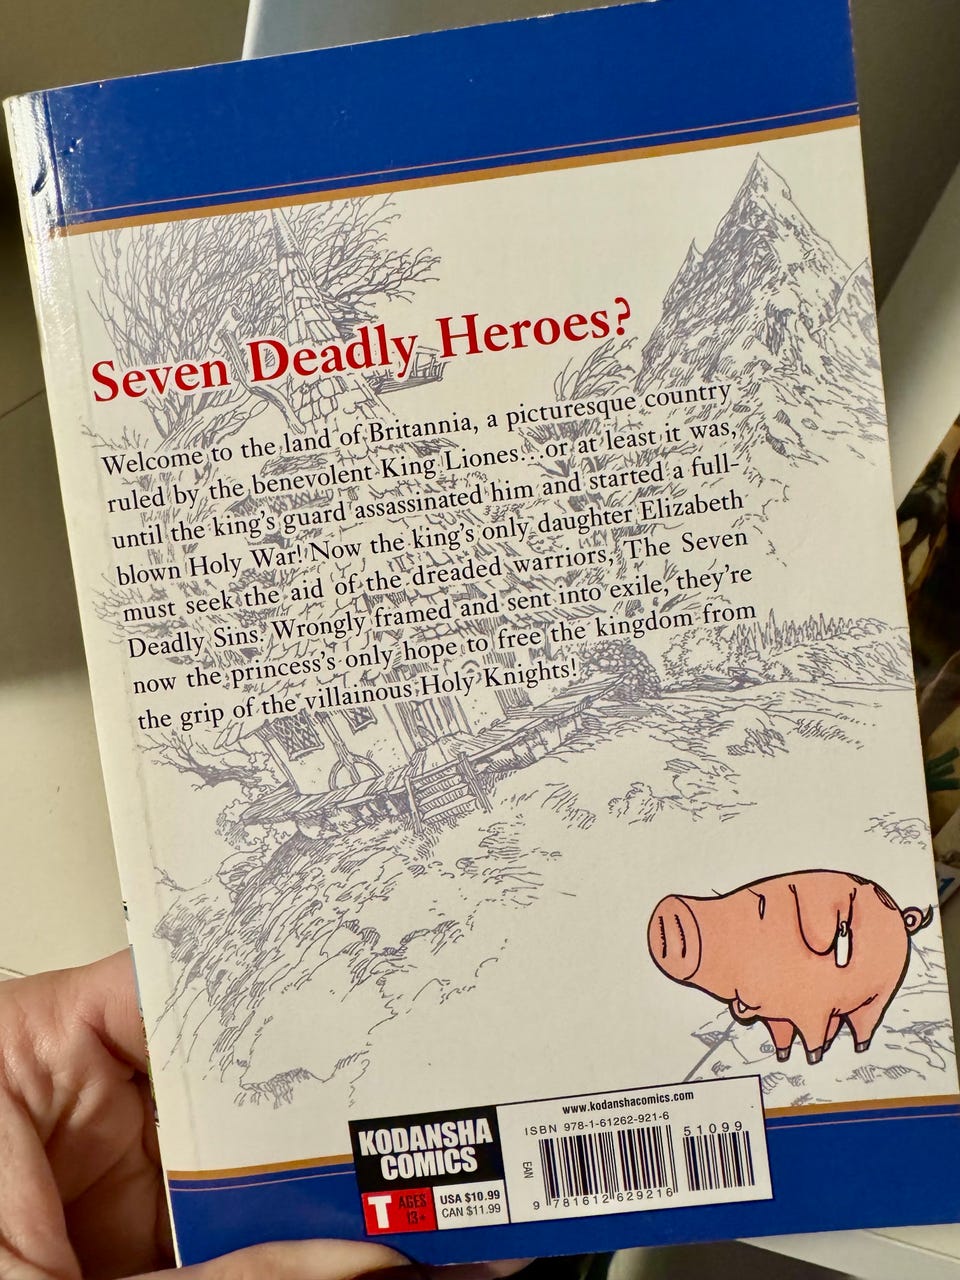 Seven Deadly Heroes?
Welcome to the land of Britannia, a picturesque country
ruled by the benevolent King Liones...or at least it was,
until the king's guard assassinated him and started a full-
blown Holy War! Now the king's only daughter Elizabeth
must seek the aid of the dreaded warriors, The Seven
Deadly Sins. Wrongly framed and sent into exile, they're
now the princess's only hope to free the kingdom from
the grip of the villainous Holy Knights!
KODANSHA
COMICS
T AGES
13+
USA $10.99
CAN $11.99
www.kodanshacomics.com
ISBN 978-1-61262-921-6
51099
EAN
9 781612 629216